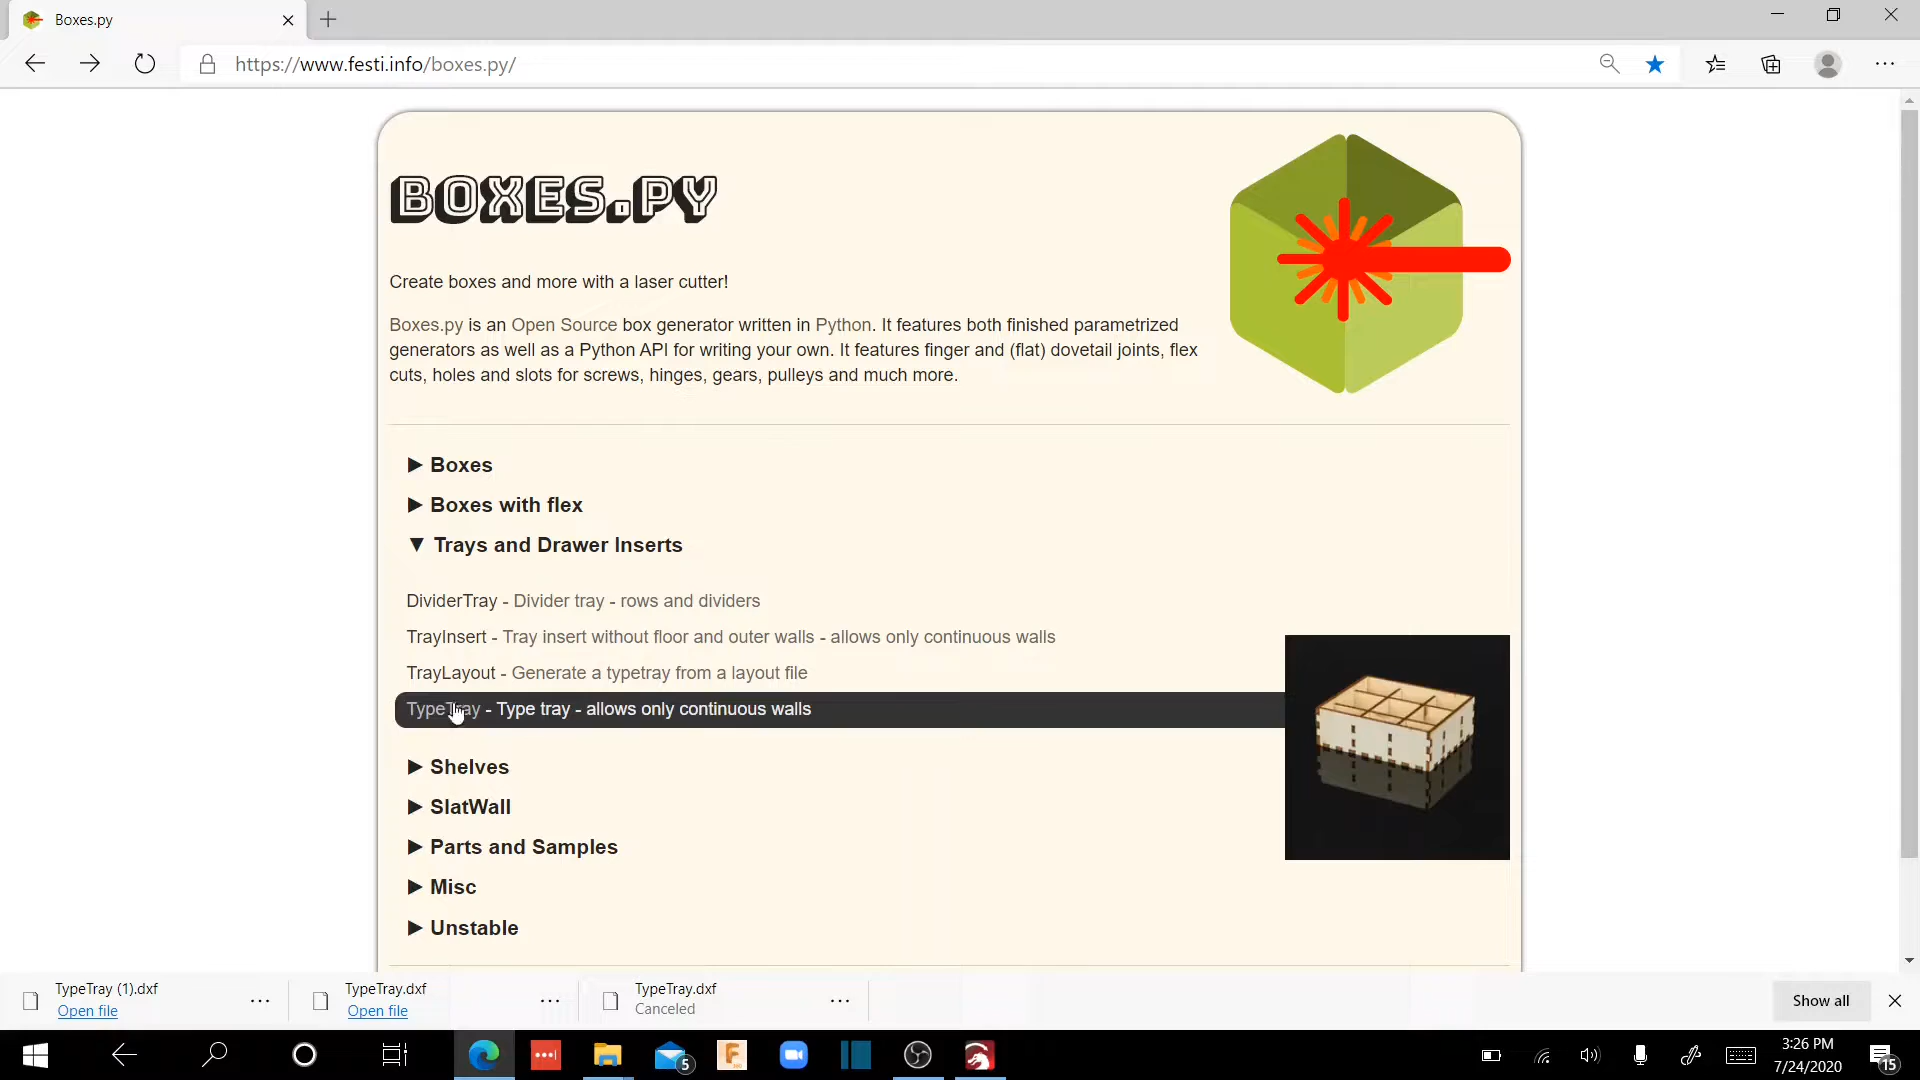 Boxes.py
https://www.festi.info/boxes.py/
BOXES.PY
Create boxes and more with a laser cutter!
Boxes.py is an Open Source box generator written in Python. It features both finished parametrized
generators as well as a Python API for writing your own. It features finger and (flat) dovetail joints, flex
cuts, holes and slots for screws, hinges, gears, pulleys and much more.
Boxes
Boxes with flex
Trays and Drawer Inserts
DividerTray - Divider tray - rows and dividers
TrayInsert - Tray insert without floor and outer walls - allows only continuous walls
TrayLayout - Generate a typetray from a layout file
TypeTray - Type tray - allows only continuous walls
Shelves
SlatWall
Parts and Samples
Misc
Unstable
TypeTray (1).dxf
Open file
TypeTray.dxf
Open file
TypeTray.dxf
Canceled
Show all
5
F
3:26 PM
7/24/2020
15